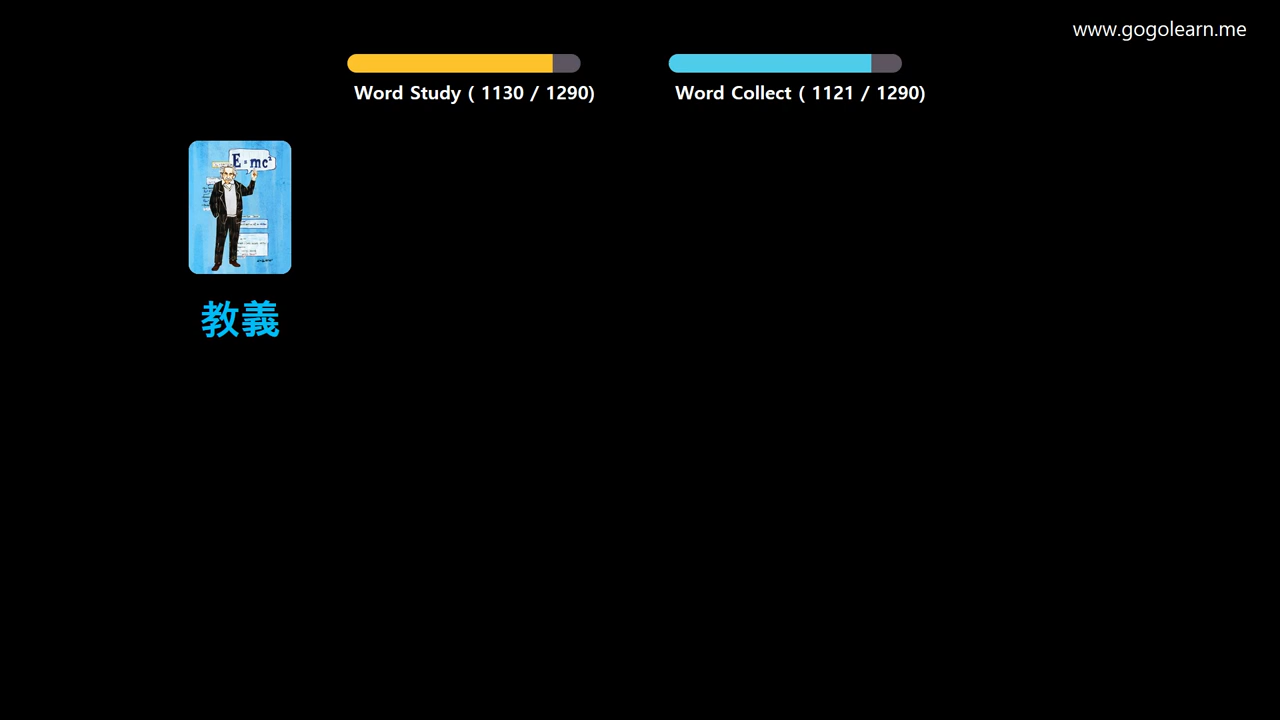 www.gogolearn.me
Word Study ( 1130 / 1290)
Word Collect ( 1121 / 1290)
E=mc²
教義